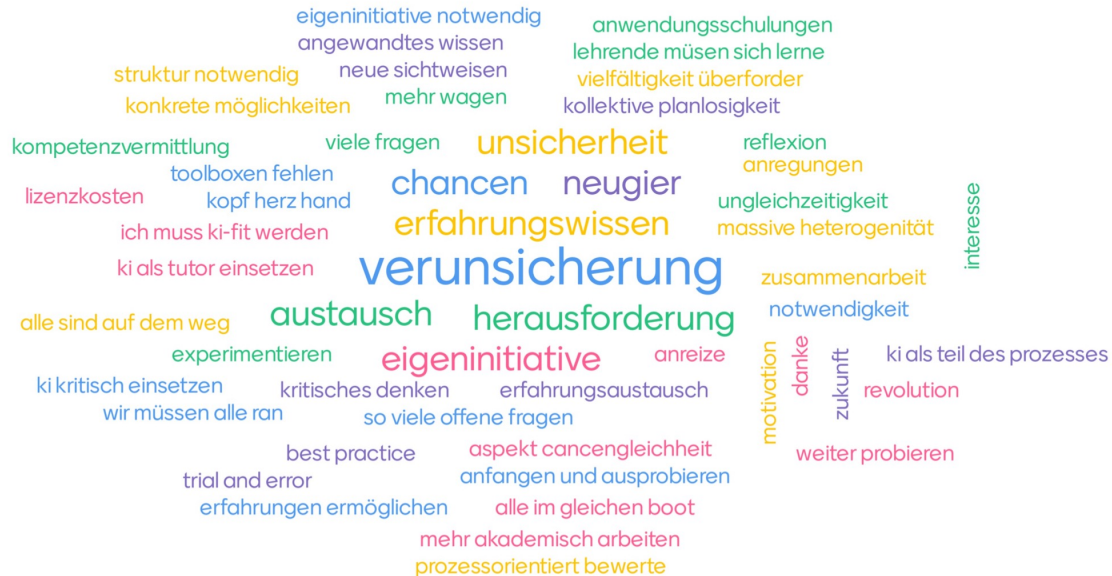 eigeninitiative notwendig
anwendungsschulungen
angewandtes wissen
lehrende müsen sich lerne
struktur notwendig
neue sichtweisen
vielfältigkeit überforder
konkrete möglichkeiten
mehr wagen
kollektive planlosigkeit
kompetenzvermittlung
viele fragen
unsicherheit
reflexion
toolboxen fehlen
anregungen
lizenzkosten
kopf herz hand
chancen
neugier
ungleichzeitigkeit
interesse
ich muss ki-fit werden
erfahrungswissen
massive heterogenität
ki als tutor einsetzen
verunsicherung
zusammenarbeit
alle sind auf dem weg
austausch
herausforderung
notwendigkeit
experimentieren
eigeninitiative
anreize
motivation
danke
zukunft
ki als teil des prozesses
ki kritisch einsetzen
kritisches denken
erfahrungsaustausch
revolution
wir müssen alle ran
so viele offene fragen
best practice
aspekt cancengleichheit
weiter probieren
trial and error
anfangen und ausprobieren
erfahrungen ermöglichen
alle im gleichen boot
mehr akademisch arbeiten
prozessorientiert bewerte